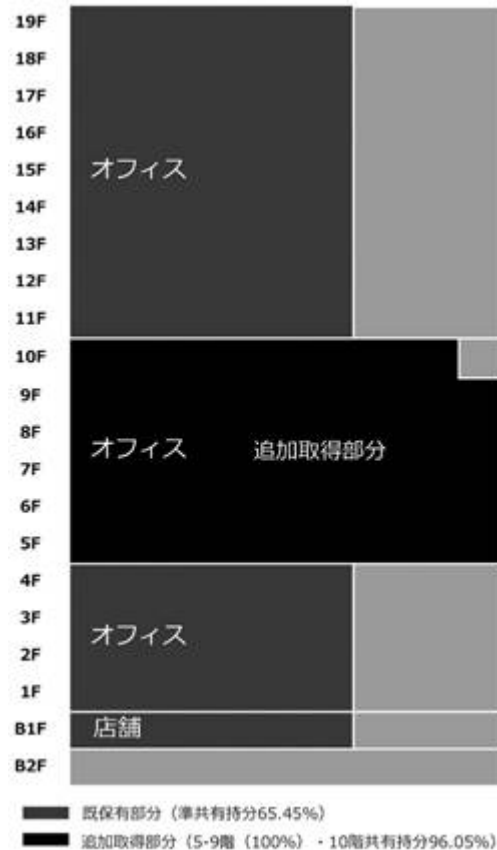 19F
18F
17F
16F
15F
オフィス
14F
13F
12F
11F
10F
9F
8F
オフィス 追加取得部分
7F
6F
5F
4F
3F
オフィス
2F
1F
B1F 店舗
B2F
既保有部分（準共有持分65.45%）
追加取得部分（5-9階（100%）・10階共有持分96.05%）